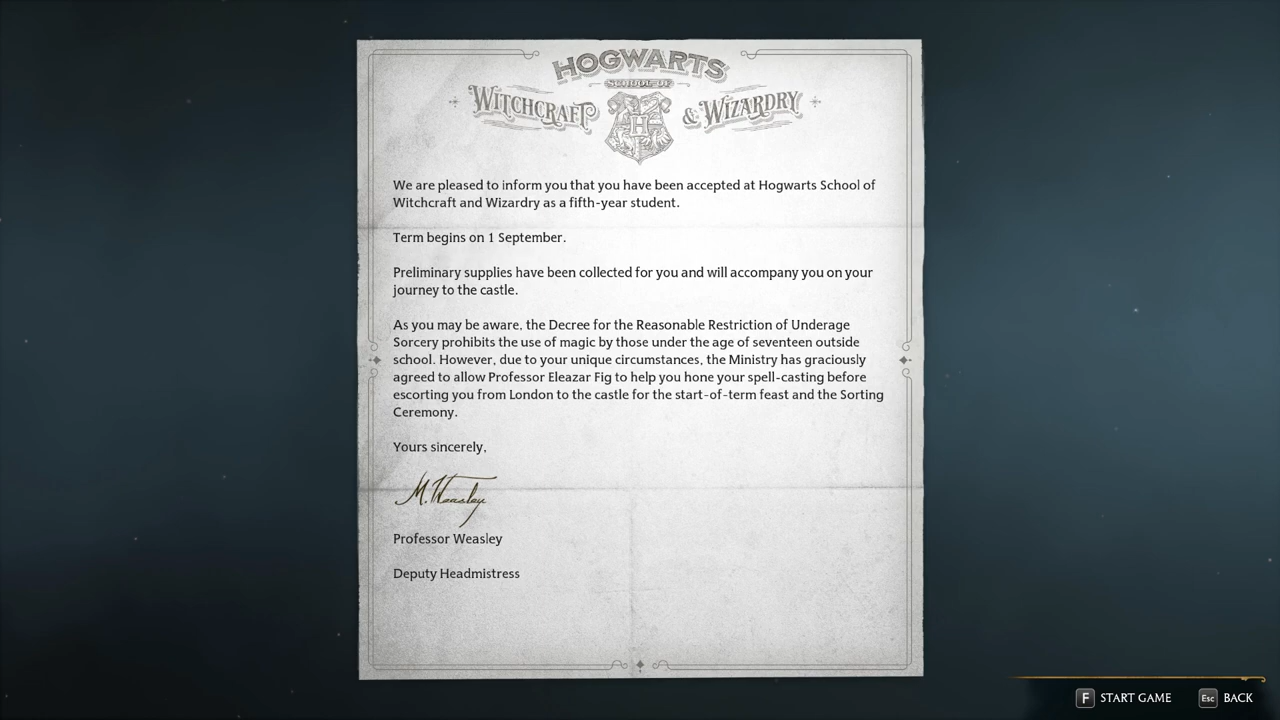 HOGWARTS
SCHOOL OF
WITCHCRAFT & WIZARDRY
H
We are pleased to inform you that you have been accepted at Hogwarts School of
Witchcraft and Wizardry as a fifth-year student.
Term begins on 1 September.
Preliminary supplies have been collected for you and will accompany you on your
journey to the castle.
As you may be aware, the Decree for the Reasonable Restriction of Underage
Sorcery prohibits the use of magic by those under the age of seventeen outside
school. However, due to your unique circumstances, the Ministry has graciously
agreed to allow Professor Eleazar Fig to help you hone your spell-casting before
escorting you from London to the castle for the start-of-term feast and the Sorting
Ceremony.
Yours sincerely,
M. Weasley
Professor Weasley
Deputy Headmistress
F START GAME Esc BACK